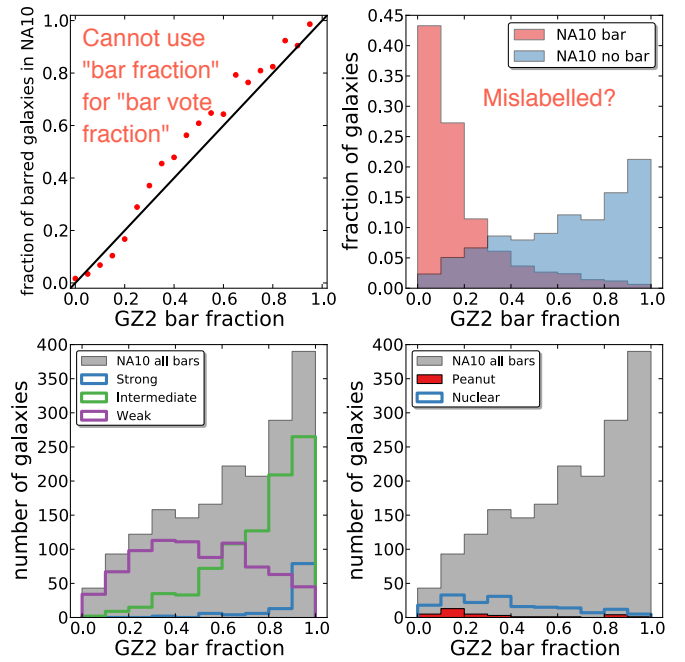 Cannot use
"bar fraction"
for "bar vote
fraction"
fraction of barred galaxies in NA10
1.0
0.8
0.6
0.4
0.2
0.0
0.0 0.2 0.4 0.6 0.8 1.0
GZ2 bar fraction
NA10 bar
NA10 no bar
Mislabelled?
fraction of galaxies
0.45
0.40
0.35
0.30
0.25
0.20
0.15
0.10
0.05
0.00
0.0 0.2 0.4 0.6 0.8 1.0
GZ2 bar fraction
NA10 all bars
Strong
Intermediate
Weak
number of galaxies
400
350
300
250
200
150
100
50
0
0.0 0.2 0.4 0.6 0.8 1.0
GZ2 bar fraction
NA10 all bars
Peanut
Nuclear
number of galaxies
400
350
300
250
200
150
100
50
0
0.0 0.2 0.4 0.6 0.8 1.0
GZ2 bar fraction